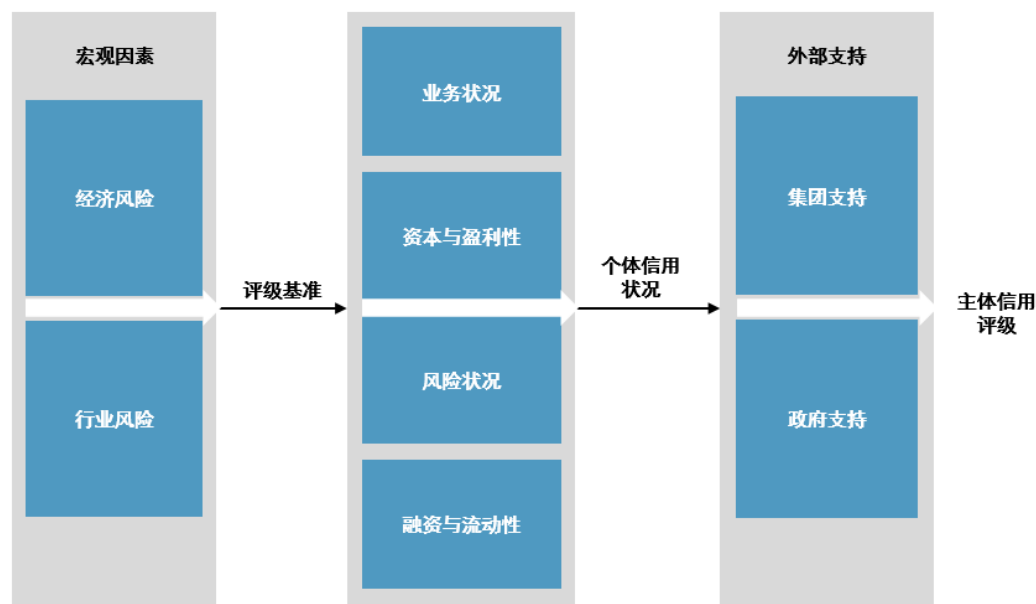 宏观因素
经济风险
行业风险
评级基准
业务状况
资本与盈利性
风险状况
融资与流动性
个体信用
状况
外部支持
集团支持
政府支持
主体信用
评级